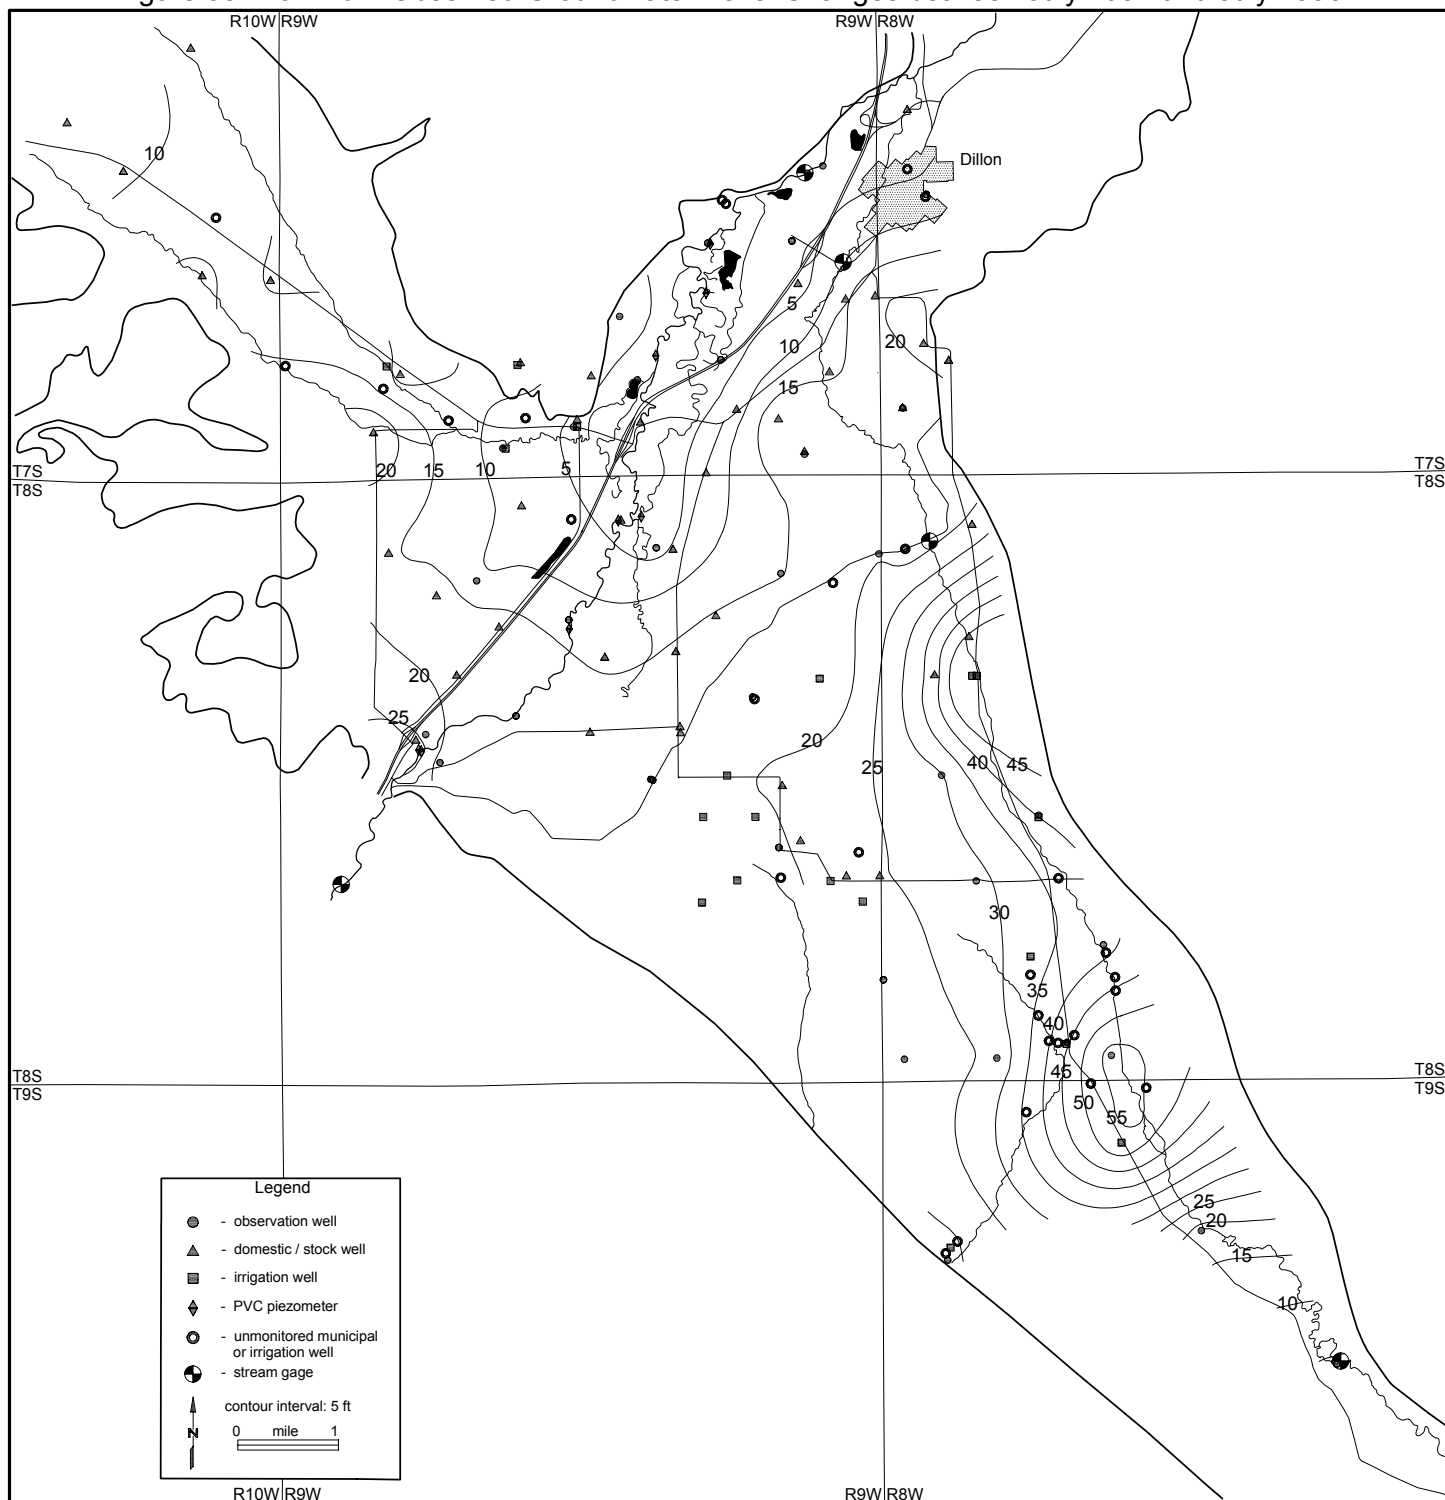 R10W R9W
R9W R8W
10
Dillon
5
20
10
15
T7S
T7S
20 15 10 5
T8S
T8S
20
25
20
40 45
25
30
35
40
45
T8S
T8S
T9S
T9S
50
55
Legend
25
- observation well
20
- domestic / stock well
15
- irrigation well
- PVC piezometer
10
- unmonitored municipal
or irrigation well
- stream gage
contour interval: 5 ft
N 0 mile 1
R10W R9W
R9W R8W